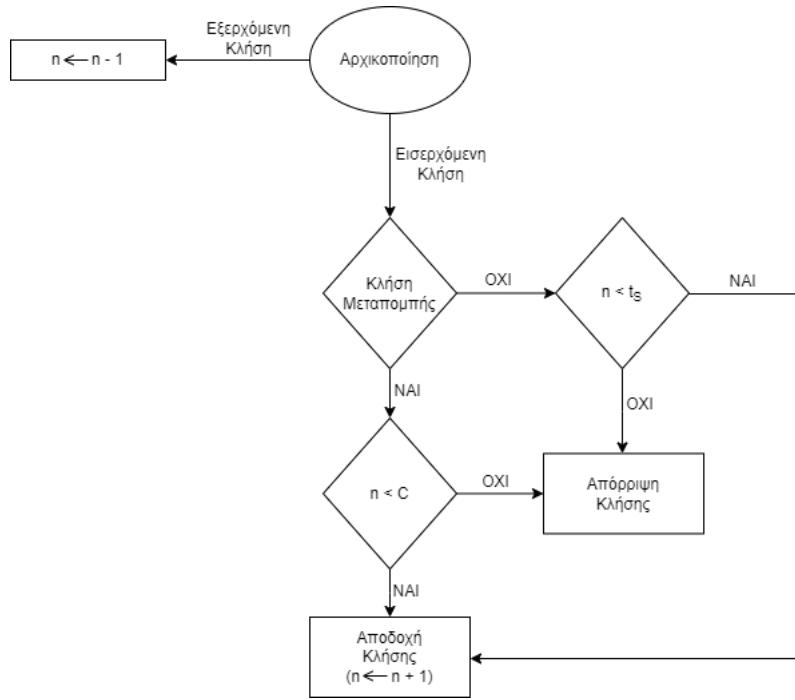 Εξερχόμενη
Κλήση
n ← n - 1
Αρχικοποίηση
Εισερχόμενη
Κλήση
Κλήση
Μεταπομπής
ΟΧΙ
n < tS
ΝΑΙ
ΝΑΙ
ΟΧΙ
n < C
ΟΧΙ
Απόρριψη
Κλήσης
ΝΑΙ
Αποδοχή
Κλήσης
(n ← n + 1)